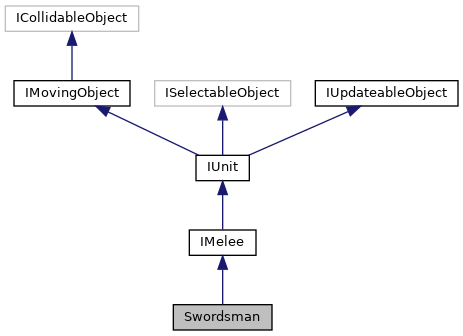 ICollidableObject
IMovingObject
ISelectableObject
IUpdateableObject
IUnit
IMelee
Swordsman